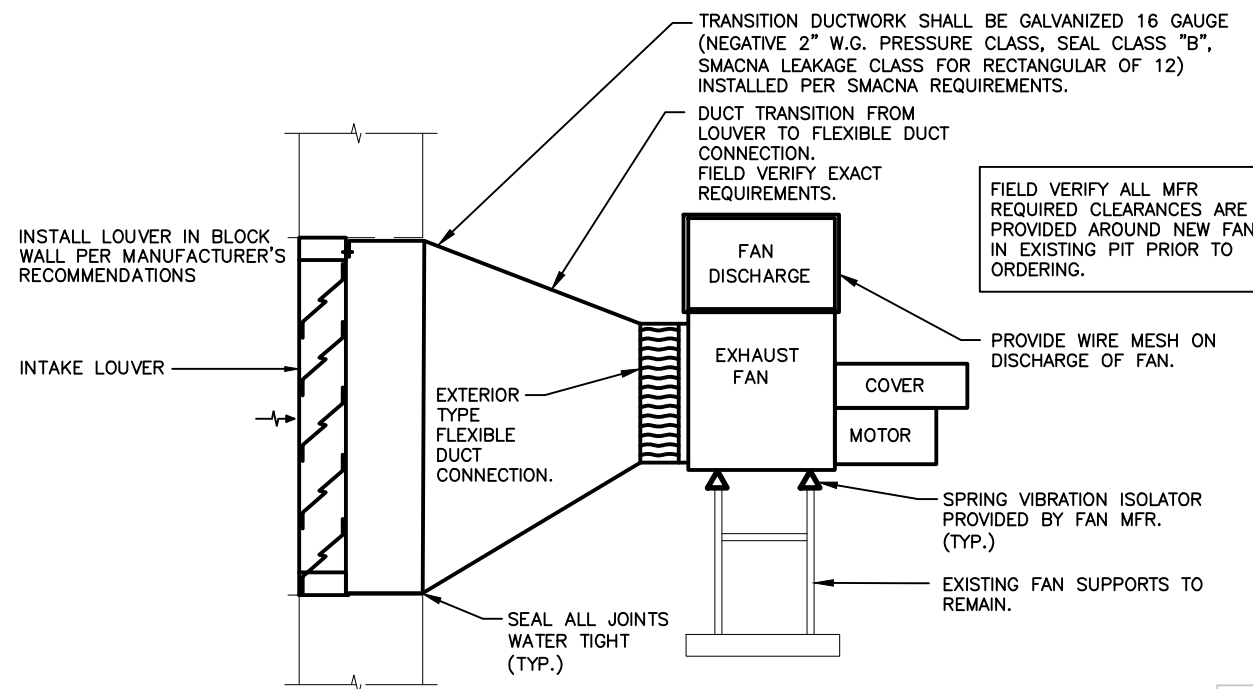 TRANSITION DUCTWORK SHALL BE GALVANIZED 16 GAUGE
(NEGATIVE 2" W.G. PRESSURE CLASS, SEAL CLASS "B",
SMACNA LEAKAGE CLASS FOR RECTANGULAR OF 12)
INSTALLED PER SMACNA REQUIREMENTS.
DUCT TRANSITION FROM
LOUVER TO FLEXIBLE DUCT
CONNECTION.
FIELD VERIFY EXACT
REQUIREMENTS.
FIELD VERIFY ALL MFR
REQUIRED CLEARANCES ARE
PROVIDED AROUND NEW FAN
IN EXISTING PIT PRIOR TO
ORDERING.
INSTALL LOUVER IN BLOCK
WALL PER MANUFACTURER'S
RECOMMENDATIONS
FAN
DISCHARGE
PROVIDE WIRE MESH ON
DISCHARGE OF FAN.
INTAKE LOUVER
EXHAUST
FAN
COVER
MOTOR
EXTERIOR
TYPE
FLEXIBLE
DUCT
CONNECTION.
SPRING VIBRATION ISOLATOR
PROVIDED BY FAN MFR.
(TYP.)
EXISTING FAN SUPPORTS TO
REMAIN.
SEAL ALL JOINTS
WATER TIGHT
(TYP.)